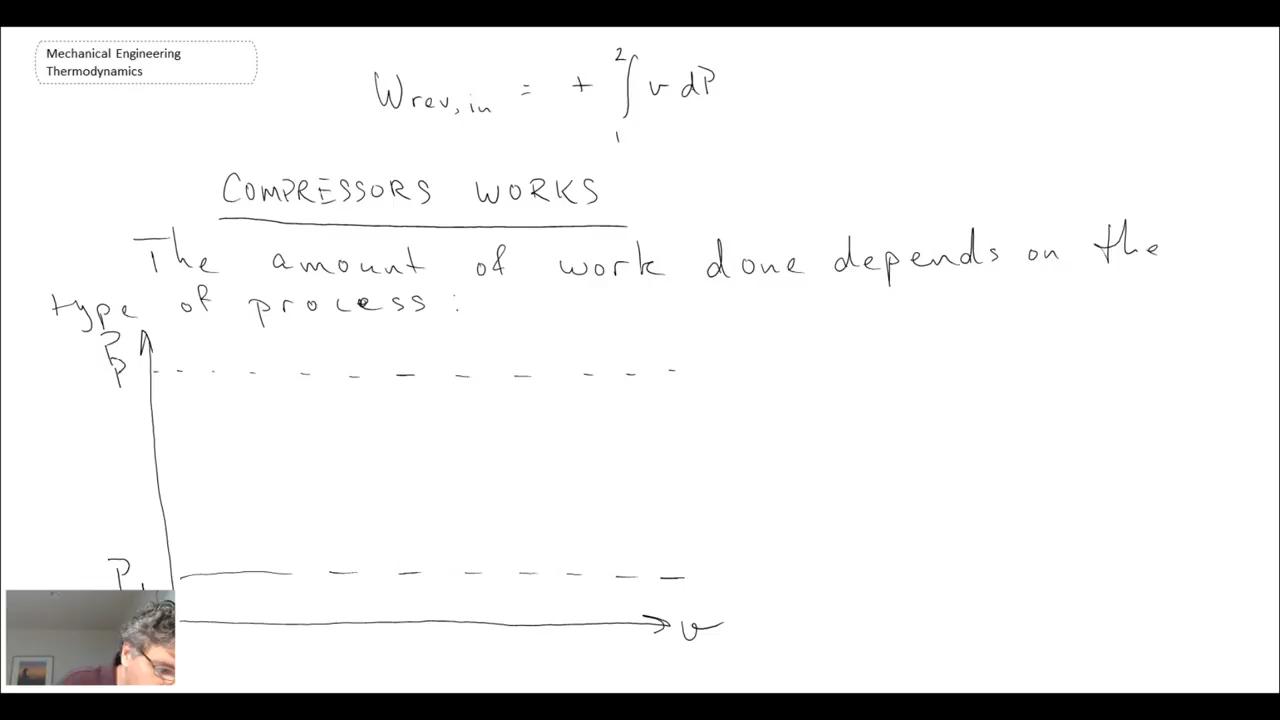 Mechanical Engineering
Thermodynamics
Wrev, in = + ∫₁² v dP
COMPRESSORS WORKS
The amount of work done depends on the
type of process:
P
P
P1
v